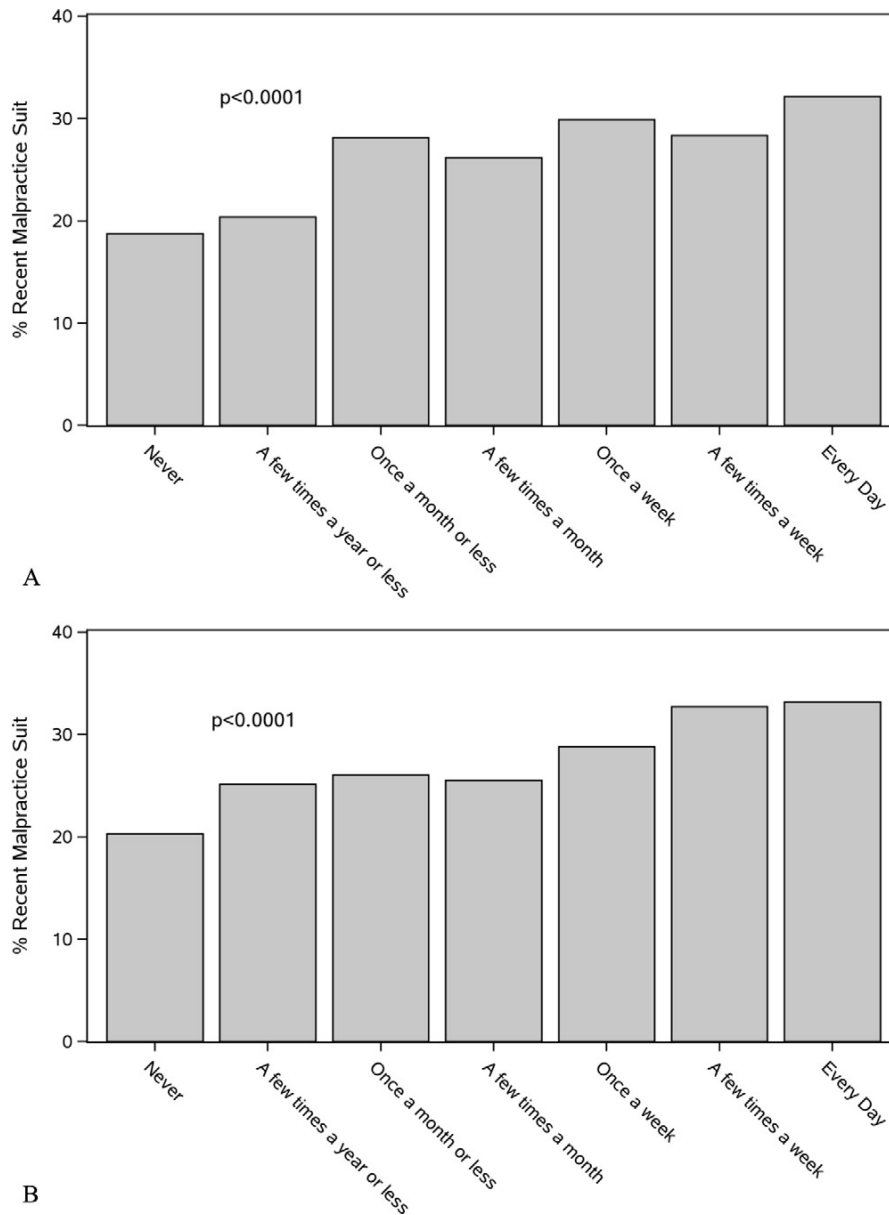 40
30
20
10
0
% Recent Malpractice Suit
p<0.0001
Never
A few times a year or less
Once a month or less
A few times a month
Once a week
A few times a week
Every Day
A
40
30
20
10
0
% Recent Malpractice Suit
p<0.0001
Never
A few times a year or less
Once a month or less
A few times a month
Once a week
A few times a week
Every Day
B